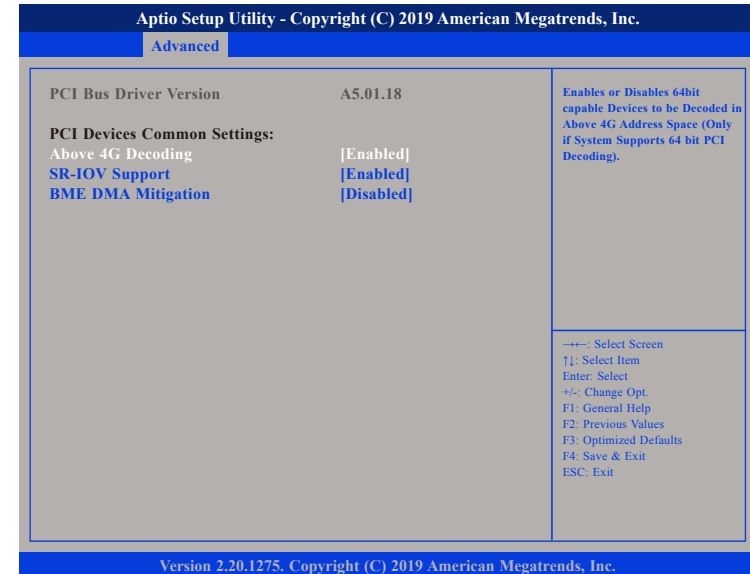 Aptio Setup Utility - Copyright (C) 2019 American Megatrends, Inc.
Advanced
PCI Bus Driver Version A5.01.18
PCI Devices Common Settings:
Above 4G Decoding [Enabled]
SR-IOV Support [Enabled]
BME DMA Mitigation [Disabled]
Enables or Disables 64bit
capable Devices to be Decoded in
Above 4G Address Space (Only
if System Supports 64 bit PCI
Decoding).
→←: Select Screen
↑↓: Select Item
Enter: Select
+/-: Change Opt.
F1: General Help
F2: Previous Values
F3: Optimized Defaults
F4: Save & Exit
ESC: Exit
Version 2.20.1275. Copyright (C) 2019 American Megatrends, Inc.